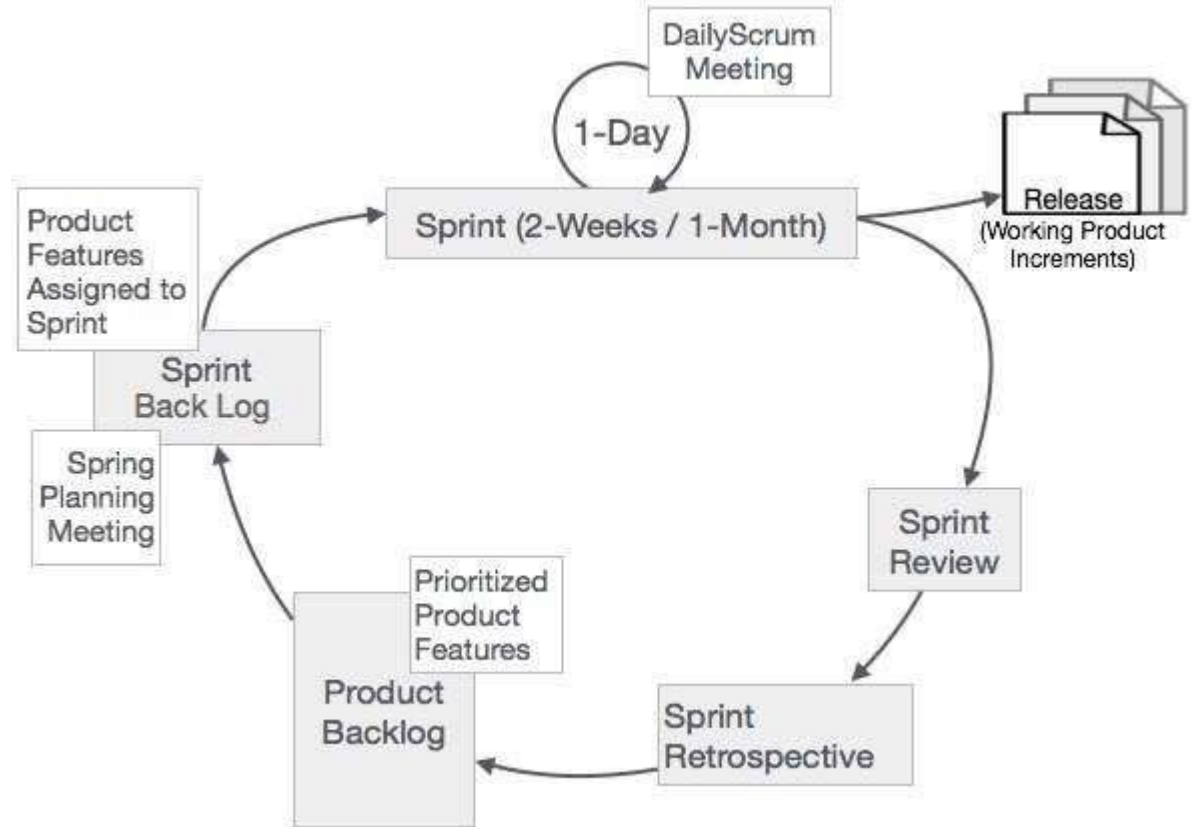 DailyScrum
Meeting
1-Day
Sprint (2-Weeks / 1-Month)
Release
(Working Product
Increments)
Product
Features
Assigned to
Sprint
Sprint
Back Log
Spring
Planning
Meeting
Sprint
Review
Prioritized
Product
Features
Product
Backlog
Sprint
Retrospective